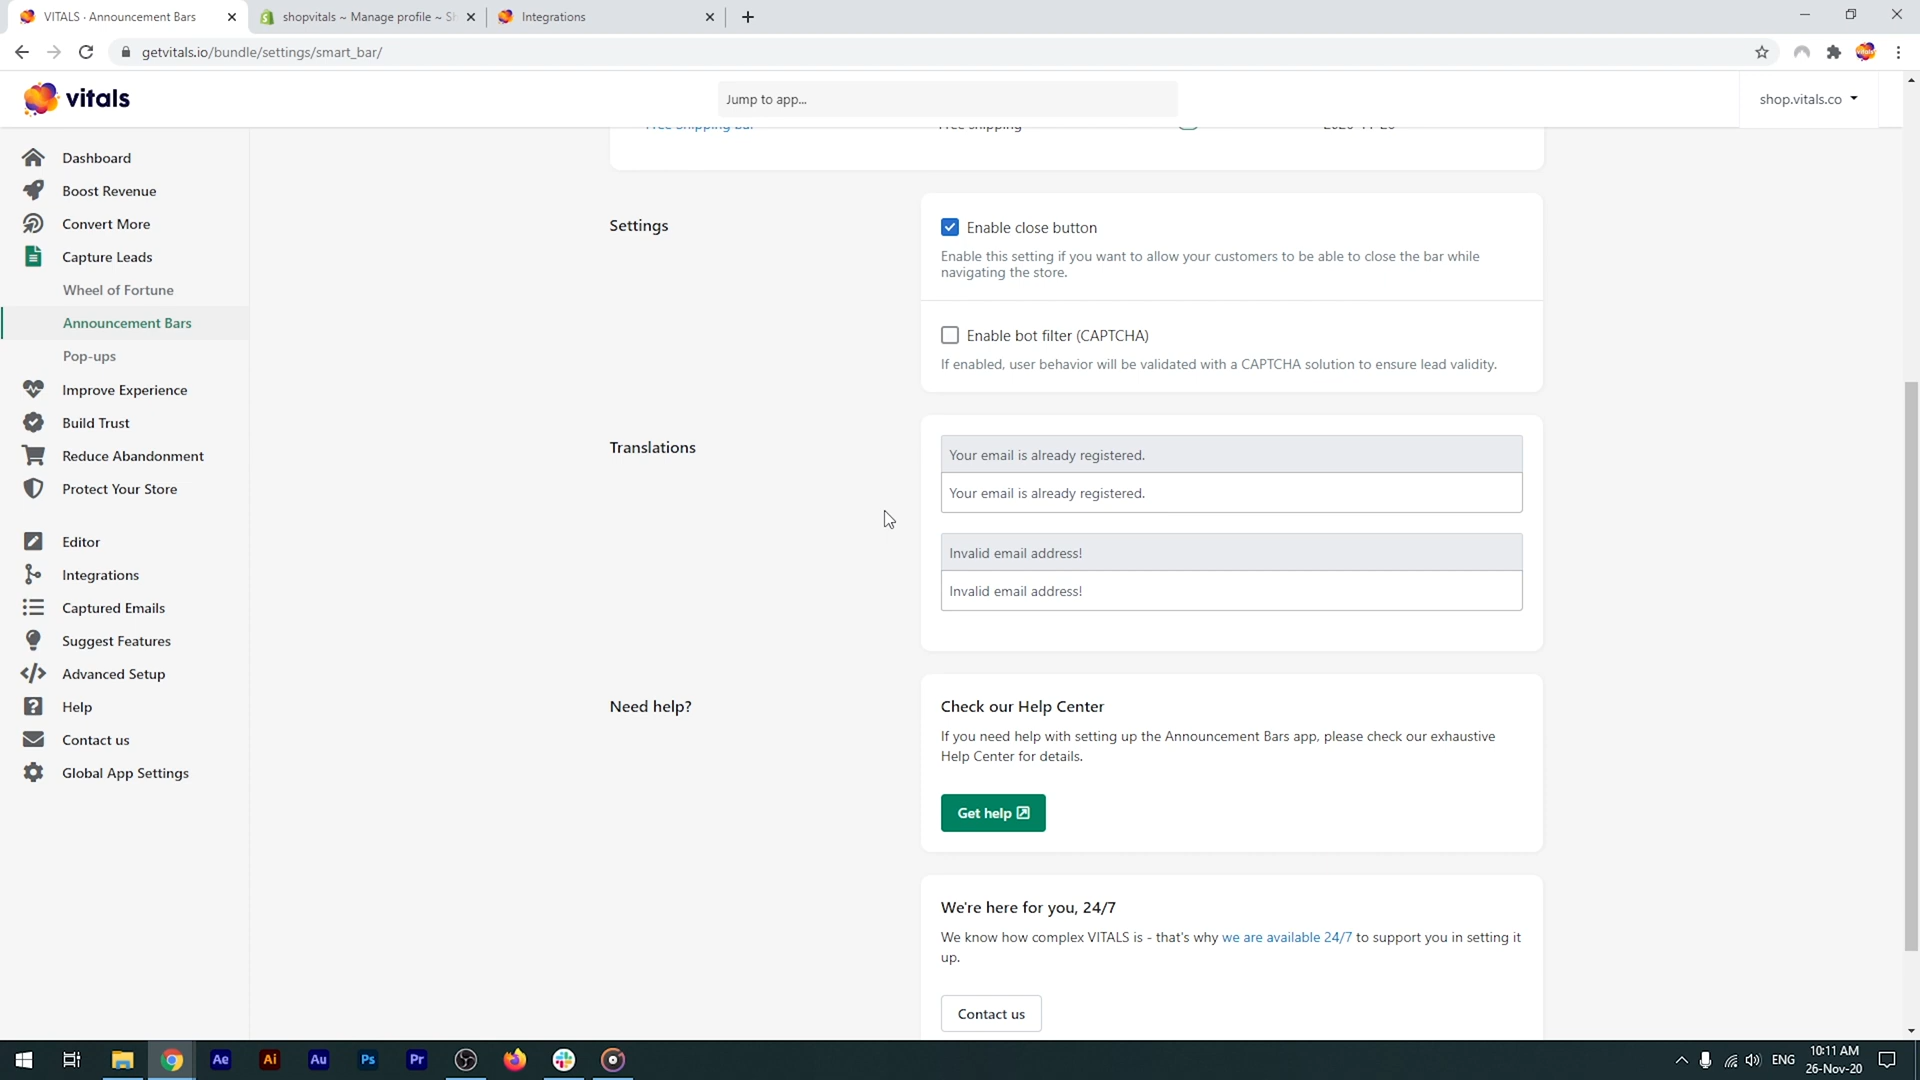 VITALS · Announcement Bars
shopvitals ~ Manage profile ~ Sh
Integrations
getvitals.io/bundle/settings/smart_bar/
vitals
Jump to app...
shop.vitals.co
Free shipping bar
Free shipping
2020-11-26
Dashboard
Boost Revenue
Convert More
Capture Leads
Wheel of Fortune
Announcement Bars
Pop-ups
Improve Experience
Build Trust
Reduce Abandonment
Protect Your Store
Editor
Integrations
Captured Emails
Suggest Features
Advanced Setup
Help
Contact us
Global App Settings
Settings
Enable close button
Enable this setting if you want to allow your customers to be able to close the bar while
navigating the store.
Enable bot filter (CAPTCHA)
If enabled, user behavior will be validated with a CAPTCHA solution to ensure lead validity.
Translations
Your email is already registered.
Your email is already registered.
Invalid email address!
Invalid email address!
Need help?
Check our Help Center
If you need help with setting up the Announcement Bars app, please check our exhaustive
Help Center for details.
Get help
We're here for you, 24/7
We know how complex VITALS is - that's why we are available 24/7 to support you in setting it
up.
Contact us
Ae
Ai
Au
Ps
Pr
ENG
10:11 AM
26-Nov-20